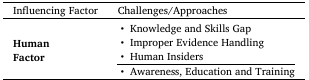 Influencing Factor Challenges/Approaches
• Knowledge and Skills Gap
Human • Improper Evidence Handling
Factor • Human Insiders
• Awareness, Education and Training